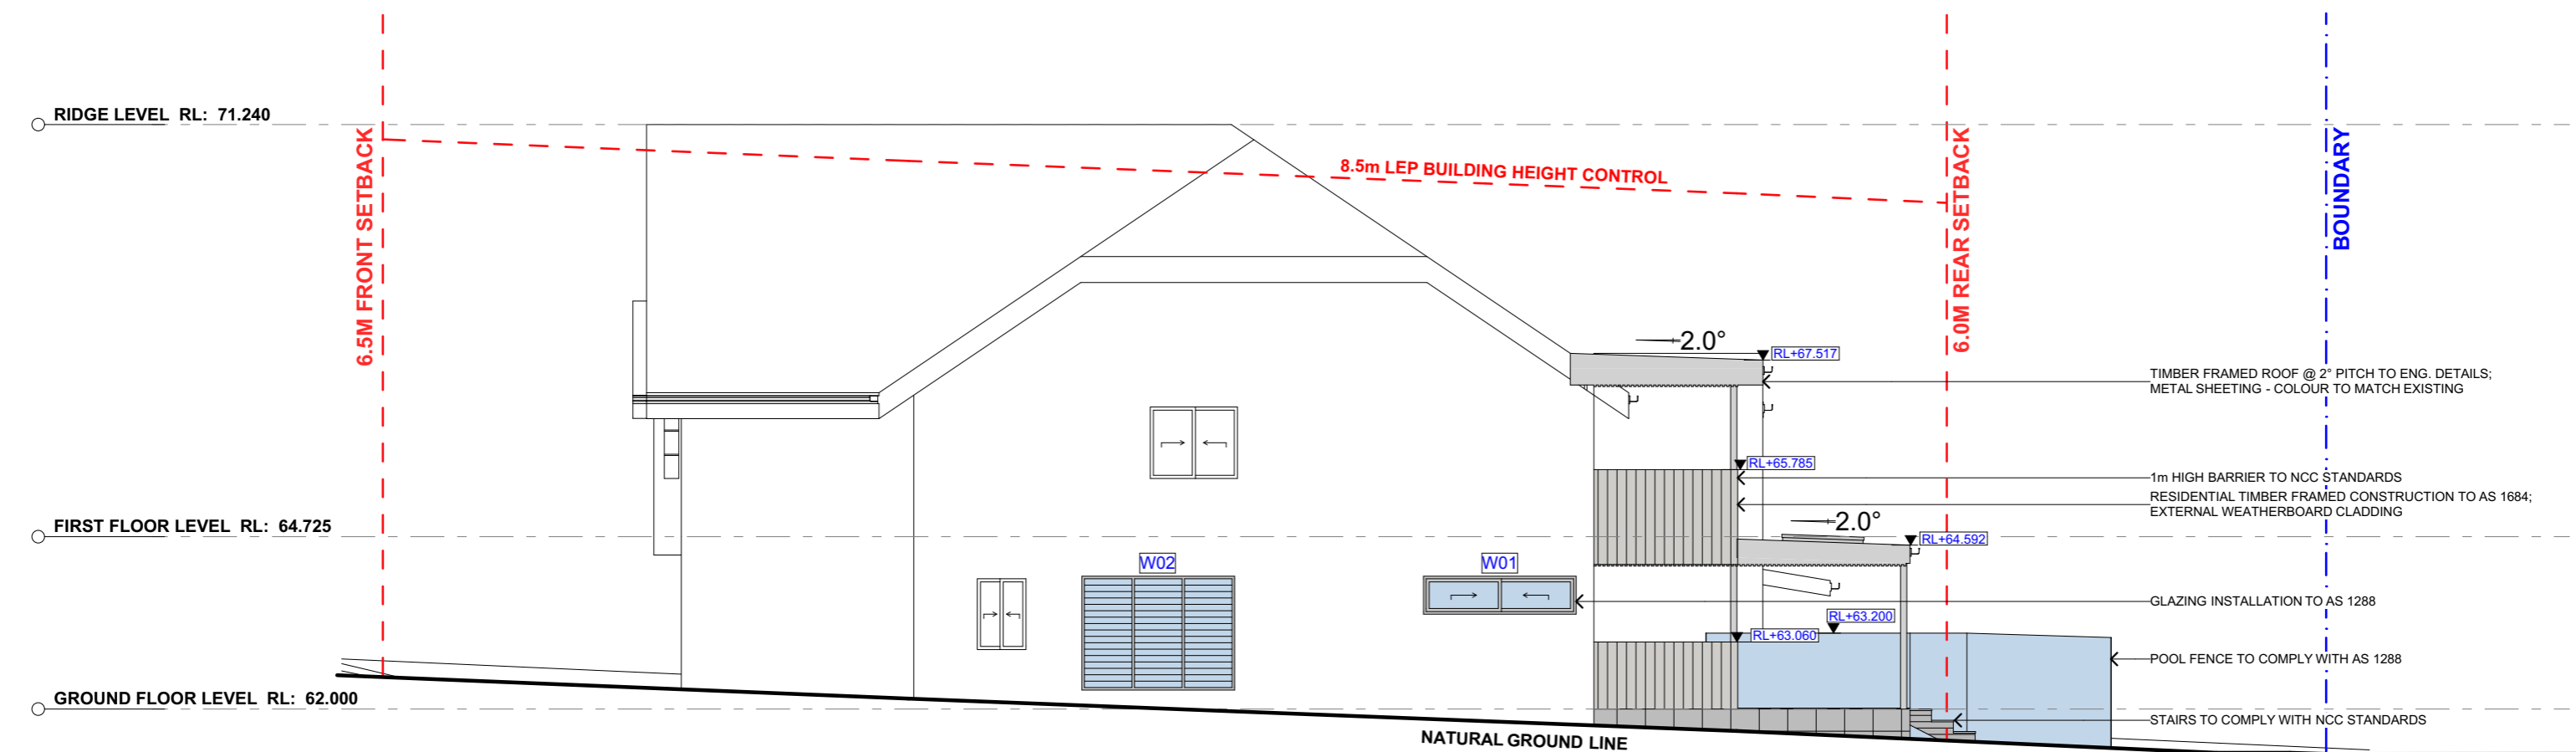 RIDGE LEVEL RL: 71.240
6.5M FRONT SETBACK
8.5m LEP BUILDING HEIGHT CONTROL
6.0M REAR SETBACK
BOUNDARY
2.0°
RL+67.517
TIMBER FRAMED ROOF @ 2° PITCH TO ENG. DETAILS;
METAL SHEETING - COLOUR TO MATCH EXISTING
RL+65.785
1m HIGH BARRIER TO NCC STANDARDS
RESIDENTIAL TIMBER FRAMED CONSTRUCTION TO AS 1684;
EXTERNAL WEATHERBOARD CLADDING
FIRST FLOOR LEVEL RL: 64.725
2.0°
RL+64.592
W02
W01
GLAZING INSTALLATION TO AS 1288
RL+63.200
RL+63.060
POOL FENCE TO COMPLY WITH AS 1288
GROUND FLOOR LEVEL RL: 62.000
STAIRS TO COMPLY WITH NCC STANDARDS
NATURAL GROUND LINE